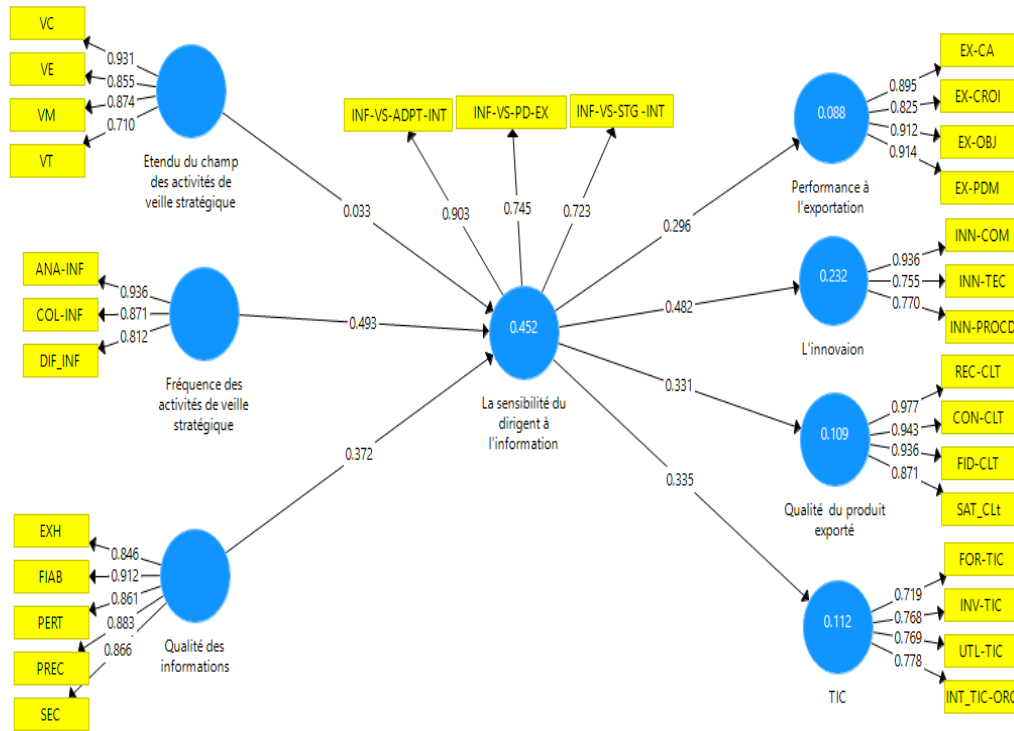 VC
VE
VM
VT
0.931
0.855
0.874
0.710
Etendu du champ
des activités de
veille stratégique
0.033
ANA-INF
COL-INF
DIF_INF
0.936
0.871
0.812
Fréquence des
activités de veille
stratégique
0.493
EXH
FIAB
PERT
PREC
SEC
0.846
0.912
0.861
0.883
0.866
Qualité des
informations
0.372
INF-VS-ADPT-INT
INF-VS-PD-EX
INF-VS-STG -INT
0.903
0.745
0.723
0.452
La sensibilité du
dirigent à
l'information
0.296
0.482
0.331
0.335
0.088
Performance à
l'exportation
0.895
0.825
0.912
0.914
EX-CA
EX-CROI
EX-OBJ
EX-PDM
0.232
L'innovaion
0.936
0.755
0.770
INN-COM
INN-TEC
INN-PROCD
0.109
Qualité du produit
exporté
0.977
0.943
0.936
0.871
REC-CLT
CON-CLT
FID-CLT
SAT_CLt
0.112
TIC
0.719
0.768
0.769
0.778
FOR-TIC
INV-TIC
UTL-TIC
INT_TIC-ORG